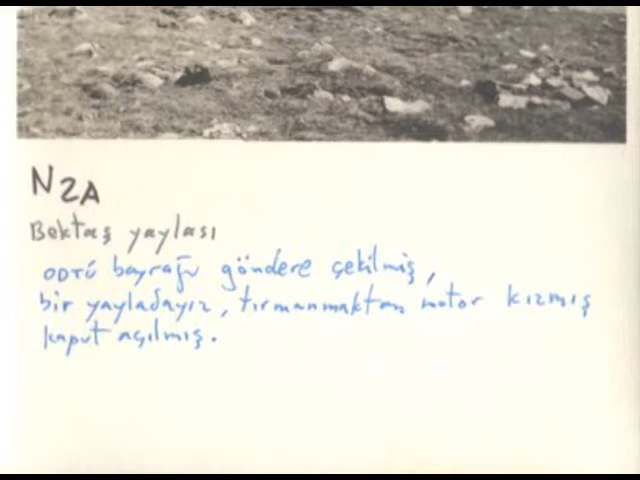 N2A
Bektaş yaylası
ODTÜ bayrağı göndere çekilmiş,
bir yayladayız, tırmanmaktan motor kızmış
kaput açılmış.